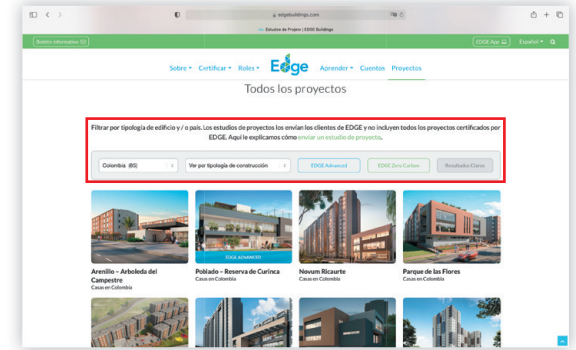 edgebuildings.com
Estudios de Projeto | EDGE Buildings
Boletín informativo
EDGE App
Español
Sobre Certificar Roles Edge Aprender Cuentos Proyectos
Todos los proyectos
Filtrar por tipología de edificio y / o país. Los estudios de proyectos los envían los clientes de EDGE y no incluyen todos los proyectos certificados por
EDGE. Aquí le explicamos cómo enviar un estudio de proyecto.
Colombia (85)
Ver por tipología de construcción
EDGE Advanced
EDGE Zero Carbon
Resultados Claros
EDGE ADVANCED
Arenillo – Arboleda del
Campestre
Casas en Colombia
Poblado – Reserva de Curinca
Casas en Colombia
Novum Ricaurte
Casas en Colombia
Parque de las Flores
Casas en Colombia